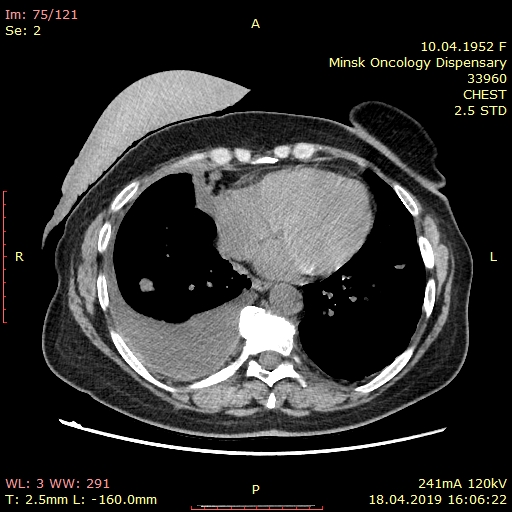 Im: 75/121
Se: 2
A
10.04.1952 F
Minsk Oncology Dispensary
33960
CHEST
2.5 STD
R
L
WL: 3 WW: 291
T: 2.5mm L: -160.0mm
P
241mA 120kV
18.04.2019 16:06:22